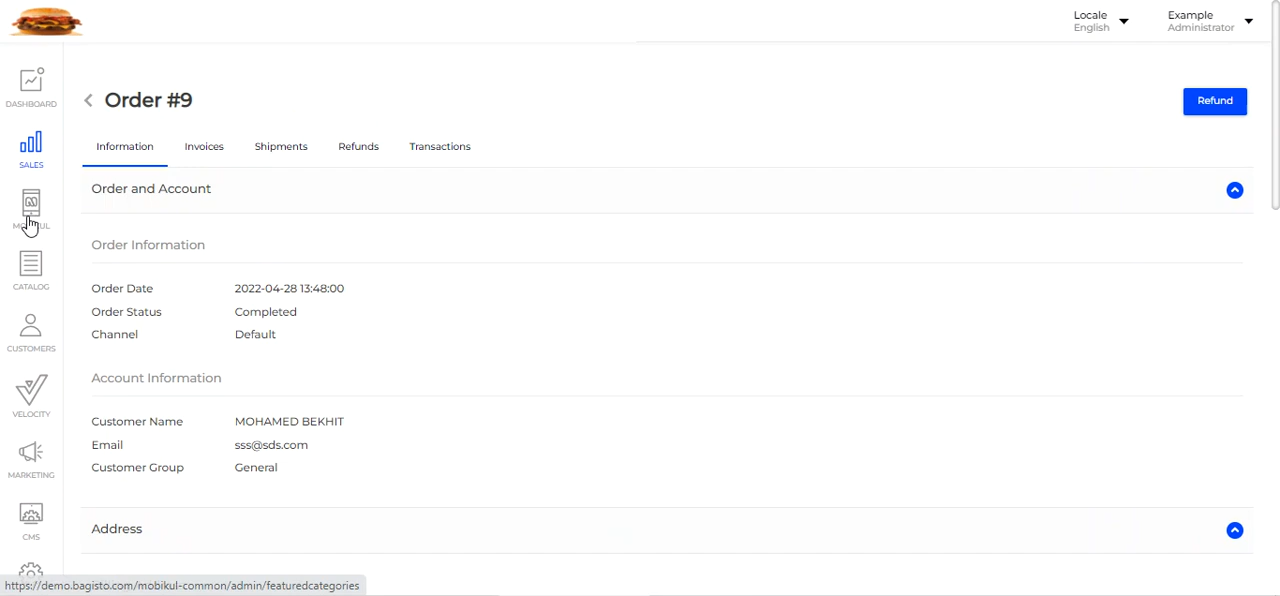 Locale
English
Example
Administrator
DASHBOARD
SALES
CATALOG
CUSTOMERS
VELOCITY
MARKETING
CMS
Order #9
Refund
Information
Invoices
Shipments
Refunds
Transactions
Order and Account
Order Information
Order Date 2022-04-28 13:48:00
Order Status Completed
Channel Default
Account Information
Customer Name MOHAMED BEKHIT
Email sss@sds.com
Customer Group General
Address
https://demo.bagisto.com/mobikul-common/admin/featuredcategories